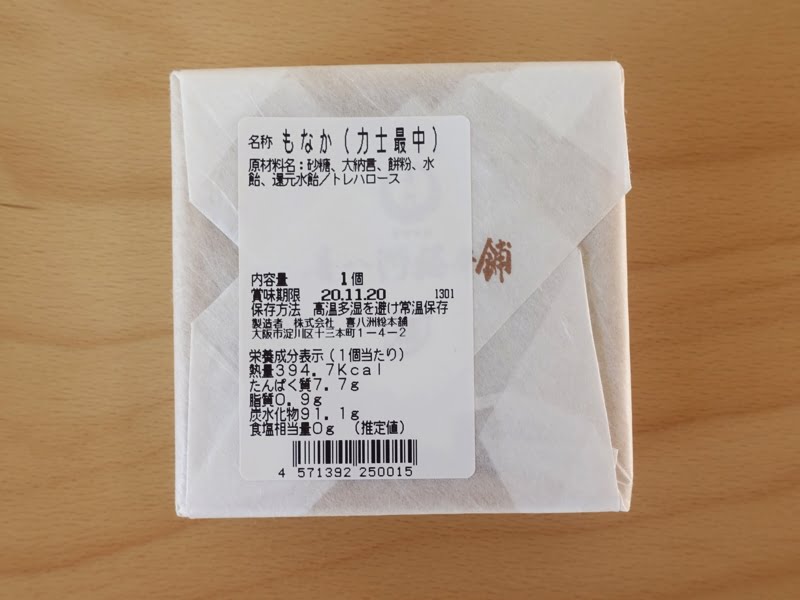 名称 もなか(力士最中)
原材料名:砂糖、大納言、餅粉、水
飴、還元水飴/トレハロース
舗
内容量 1個
賞味期限 20.11.20 1301
保存方法 高温多湿を避け常温保存
製造者 株式会社 喜八洲総本舗
大阪市淀川区十三本町1-4-2
栄養成分表示(1個当たり)
熱量394.7Kcal
たんぱく質7.7g
脂質0.9g
炭水化物91.1g
食塩相当量0g (推定値)
4 571392 250015